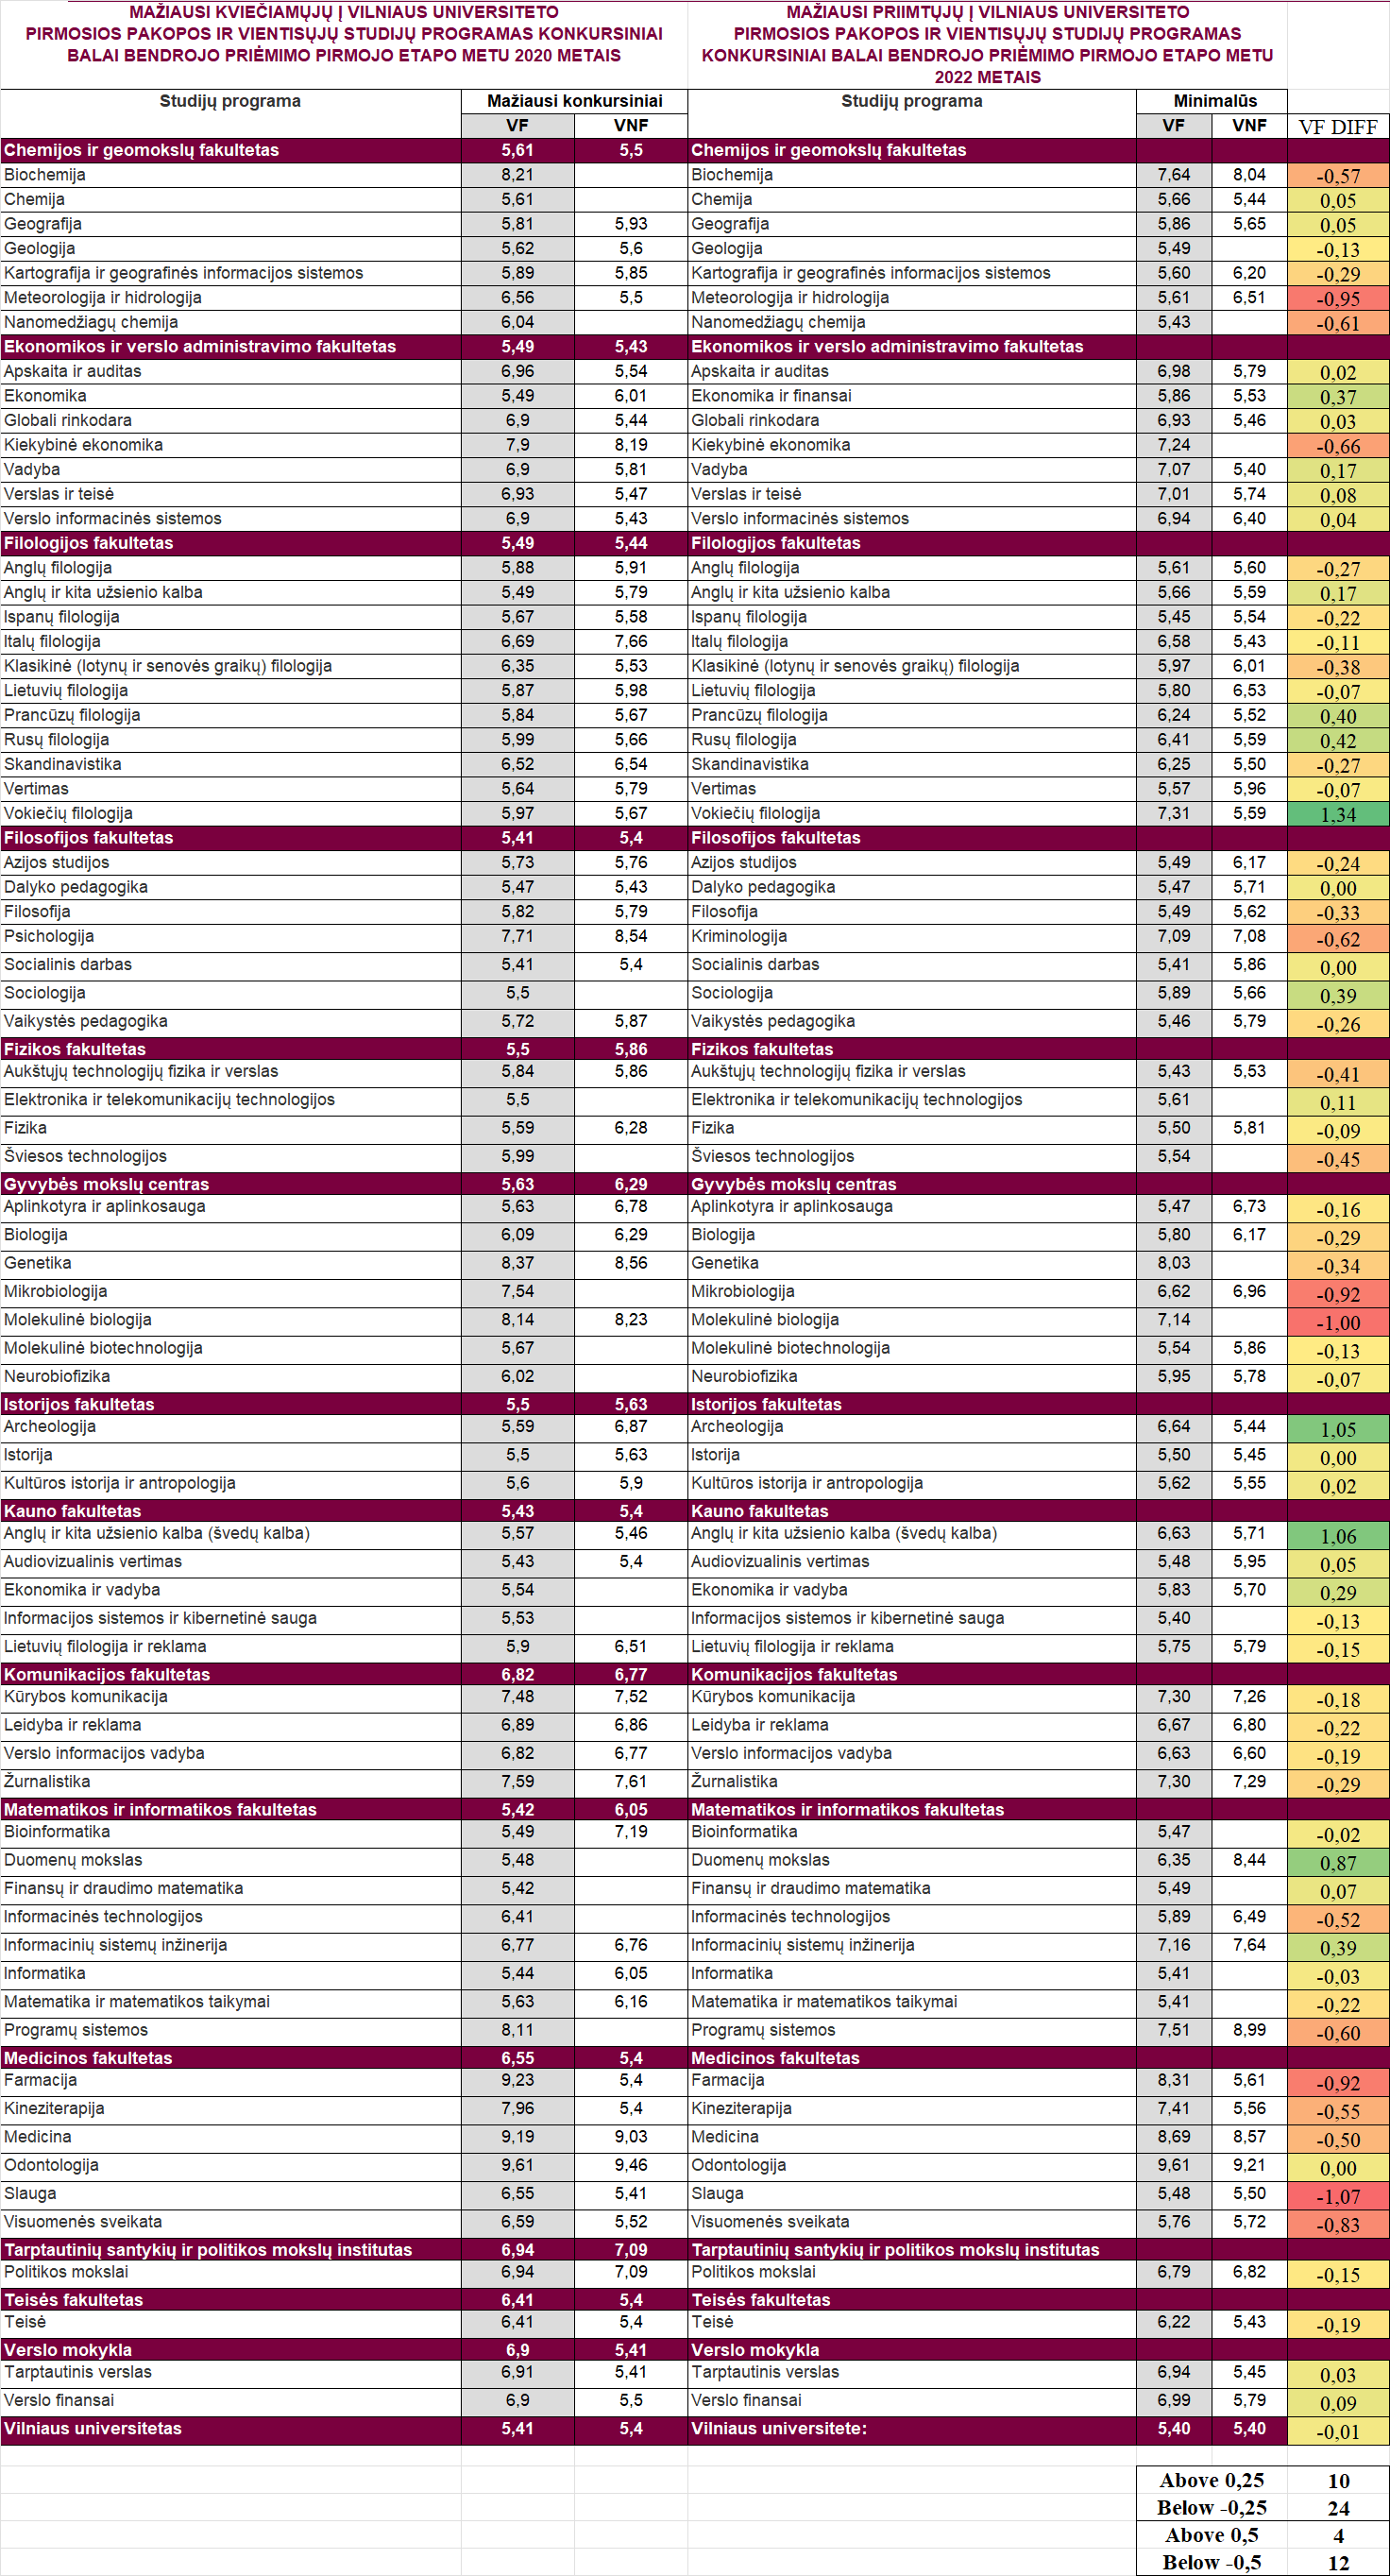 MAŽIAUSI KVIEČIAMŲJŲ Į VILNIAUS UNIVERSITETO
PIRMOSIOS PAKOPOS IR VIENTISŲJŲ STUDIJŲ PROGRAMAS KONKURSINIAI
BALAI BENDROJO PRIĖMIMO PIRMOJO ETAPO METU 2020 METAIS
MAŽIAUSI PRIIMTŲJŲ Į VILNIAUS UNIVERSITETO
PIRMOSIOS PAKOPOS IR VIENTISŲJŲ STUDIJŲ PROGRAMAS
KONKURSINIAI BALAI BENDROJO PRIĖMIMO PIRMOJO ETAPO METU
2022 METAIS
Studijų programa Mažiausi konkursiniai Studijų programa Minimalūs
VF VNF VF VNF VF DIFF
Chemijos ir geomokslų fakultetas 5,61 5,5 Chemijos ir geomokslų fakultetas
Biochemija 8,21 Biochemija 7,64 8,04 -0,57
Chemija 5,61 Chemija 5,66 5,44 0,05
Geografija 5,81 5,93 Geografija 5,86 5,65 0,05
Geologija 5,62 5,6 Geologija 5,49 -0,13
Kartografija ir geografinės informacijos sistemos 5,89 5,85 Kartografija ir geografinės informacijos sistemos 5,60 6,20 -0,29
Meteorologija ir hidrologija 6,56 5,5 Meteorologija ir hidrologija 5,61 6,51 -0,95
Nanomedžiagų chemija 6,04 Nanomedžiagų chemija 5,43 -0,61
Ekonomikos ir verslo administravimo fakultetas 5,49 5,43 Ekonomikos ir verslo administravimo fakultetas
Apskaita ir auditas 6,96 5,54 Apskaita ir auditas 6,98 5,79 0,02
Ekonomika 5,49 6,01 Ekonomika ir finansai 5,86 5,53 0,37
Globali rinkodara 6,9 5,44 Globali rinkodara 6,93 5,46 0,03
Kiekybinė ekonomika 7,9 8,19 Kiekybinė ekonomika 7,24 -0,66
Vadyba 6,9 5,81 Vadyba 7,07 5,40 0,17
Verslas ir teisė 6,93 5,47 Verslas ir teisė 7,01 5,74 0,08
Verslo informacinės sistemos 6,9 5,43 Verslo informacinės sistemos 6,94 6,40 0,04
Filologijos fakultetas 5,49 5,44 Filologijos fakultetas
Anglų filologija 5,88 5,91 Anglų filologija 5,61 5,60 -0,27
Anglų ir kita užsienio kalba 5,49 5,79 Anglų ir kita užsienio kalba 5,66 5,59 0,17
Ispanų filologija 5,67 5,58 Ispanų filologija 5,45 5,54 -0,22
Italų filologija 6,69 7,66 Italų filologija 6,58 5,43 -0,11
Klasikinė (lotynų ir senovės graikų) filologija 6,35 5,53 Klasikinė (lotynų ir senovės graikų) filologija 5,97 6,01 -0,38
Lietuvių filologija 5,87 5,98 Lietuvių filologija 5,80 6,53 -0,07
Prancūzų filologija 5,84 5,67 Prancūzų filologija 6,24 5,52 0,40
Rusų filologija 5,99 5,66 Rusų filologija 6,41 5,59 0,42
Skandinavistika 6,52 6,54 Skandinavistika 6,25 5,50 -0,27
Vertimas 5,64 5,79 Vertimas 5,57 5,96 -0,07
Vokiečių filologija 5,97 5,67 Vokiečių filologija 7,31 5,59 1,34
Filosofijos fakultetas 5,41 5,4 Filosofijos fakultetas
Azijos studijos 5,73 5,76 Azijos studijos 5,49 6,17 -0,24
Dalyko pedagogika 5,47 5,43 Dalyko pedagogika 5,47 5,71 0,00
Filosofija 5,82 5,79 Filosofija 5,49 5,62 -0,33
Psichologija 7,71 8,54 Kriminologija 7,09 7,08 -0,62
Socialinis darbas 5,41 5,4 Socialinis darbas 5,41 5,86 0,00
Sociologija 5,5 Sociologija 5,89 5,66 0,39
Vaikystės pedagogika 5,72 5,87 Vaikystės pedagogika 5,46 5,79 -0,26
Fizikos fakultetas 5,5 5,86 Fizikos fakultetas
Aukštųjų technologijų fizika ir verslas 5,84 5,86 Aukštųjų technologijų fizika ir verslas 5,43 5,53 -0,41
Elektronika ir telekomunikacijų technologijos 5,5 Elektronika ir telekomunikacijų technologijos 5,61 0,11
Fizika 5,59 6,28 Fizika 5,50 5,81 -0,09
Šviesos technologijos 5,99 Šviesos technologijos 5,54 -0,45
Gyvybės mokslų centras 5,63 6,29 Gyvybės mokslų centras
Aplinkotyra ir aplinkosauga 5,63 6,78 Aplinkotyra ir aplinkosauga 5,47 6,73 -0,16
Biologija 6,09 6,29 Biologija 5,80 6,17 -0,29
Genetika 8,37 8,56 Genetika 8,03 -0,34
Mikrobiologija 7,54 Mikrobiologija 6,62 6,96 -0,92
Molekulinė biologija 8,14 8,23 Molekulinė biologija 7,14 -1,00
Molekulinė biotechnologija 5,67 Molekulinė biotechnologija 5,54 5,86 -0,13
Neurobiofizika 6,02 Neurobiofizika 5,95 5,78 -0,07
Istorijos fakultetas 5,5 5,63 Istorijos fakultetas
Archeologija 5,59 6,87 Archeologija 6,64 5,44 1,05
Istorija 5,5 5,63 Istorija 5,50 5,45 0,00
Kultūros istorija ir antropologija 5,6 5,9 Kultūros istorija ir antropologija 5,62 5,55 0,02
Kauno fakultetas 5,43 5,4 Kauno fakultetas
Anglų ir kita užsienio kalba (švedų kalba) 5,57 5,46 Anglų ir kita užsienio kalba (švedų kalba) 6,63 5,71 1,06
Audiovizualinis vertimas 5,43 5,4 Audiovizualinis vertimas 5,48 5,95 0,05
Ekonomika ir vadyba 5,54 Ekonomika ir vadyba 5,83 5,70 0,29
Informacijos sistemos ir kibernetinė sauga 5,53 Informacijos sistemos ir kibernetinė sauga 5,40 -0,13
Lietuvių filologija ir reklama 5,9 6,51 Lietuvių filologija ir reklama 5,75 5,79 -0,15
Komunikacijos fakultetas 6,82 6,77 Komunikacijos fakultetas
Kūrybos komunikacija 7,48 7,52 Kūrybos komunikacija 7,30 7,26 -0,18
Leidyba ir reklama 6,89 6,86 Leidyba ir reklama 6,67 6,80 -0,22
Verslo informacijos vadyba 6,82 6,77 Verslo informacijos vadyba 6,63 6,60 -0,19
Žurnalistika 7,59 7,61 Žurnalistika 7,30 7,29 -0,29
Matematikos ir informatikos fakultetas 5,42 6,05 Matematikos ir informatikos fakultetas
Bioinformatika 5,49 7,19 Bioinformatika 5,47 -0,02
Duomenų mokslas 5,48 Duomenų mokslas 6,35 8,44 0,87
Finansų ir draudimo matematika 5,42 Finansų ir draudimo matematika 5,49 0,07
Informacinės technologijos 6,41 Informacinės technologijos 5,89 6,49 -0,52
Informacinių sistemų inžinerija 6,77 6,76 Informacinių sistemų inžinerija 7,16 7,64 0,39
Informatika 5,44 6,05 Informatika 5,41 -0,03
Matematika ir matematikos taikymai 5,63 6,16 Matematika ir matematikos taikymai 5,41 -0,22
Programų sistemos 8,11 Programų sistemos 7,51 8,99 -0,60
Medicinos fakultetas 6,55 5,4 Medicinos fakultetas
Farmacija 9,23 5,4 Farmacija 8,31 5,61 -0,92
Kineziterapija 7,96 5,4 Kineziterapija 7,41 5,56 -0,55
Medicina 9,19 9,03 Medicina 8,69 8,57 -0,50
Odontologija 9,61 9,46 Odontologija 9,61 9,21 0,00
Slauga 6,55 5,41 Slauga 5,48 5,50 -1,07
Visuomenės sveikata 6,59 5,52 Visuomenės sveikata 5,76 5,72 -0,83
Tarptautinių santykių ir politikos mokslų institutas 6,94 7,09 Tarptautinių santykių ir politikos mokslų institutas
Politikos mokslai 6,94 7,09 Politikos mokslai 6,79 6,82 -0,15
Teisės fakultetas 6,41 5,4 Teisės fakultetas
Teisė 6,41 5,4 Teisė 6,22 5,43 -0,19
Verslo mokykla 6,9 5,41 Verslo mokykla
Tarptautinis verslas 6,91 5,41 Tarptautinis verslas 6,94 5,45 0,03
Verslo finansai 6,9 5,5 Verslo finansai 6,99 5,79 0,09
Vilniaus universitetas 5,41 5,4 Vilniaus universitete: 5,40 5,40 -0,01
Above 0,25 10
Below -0,25 24
Above 0,5 4
Below -0,5 12